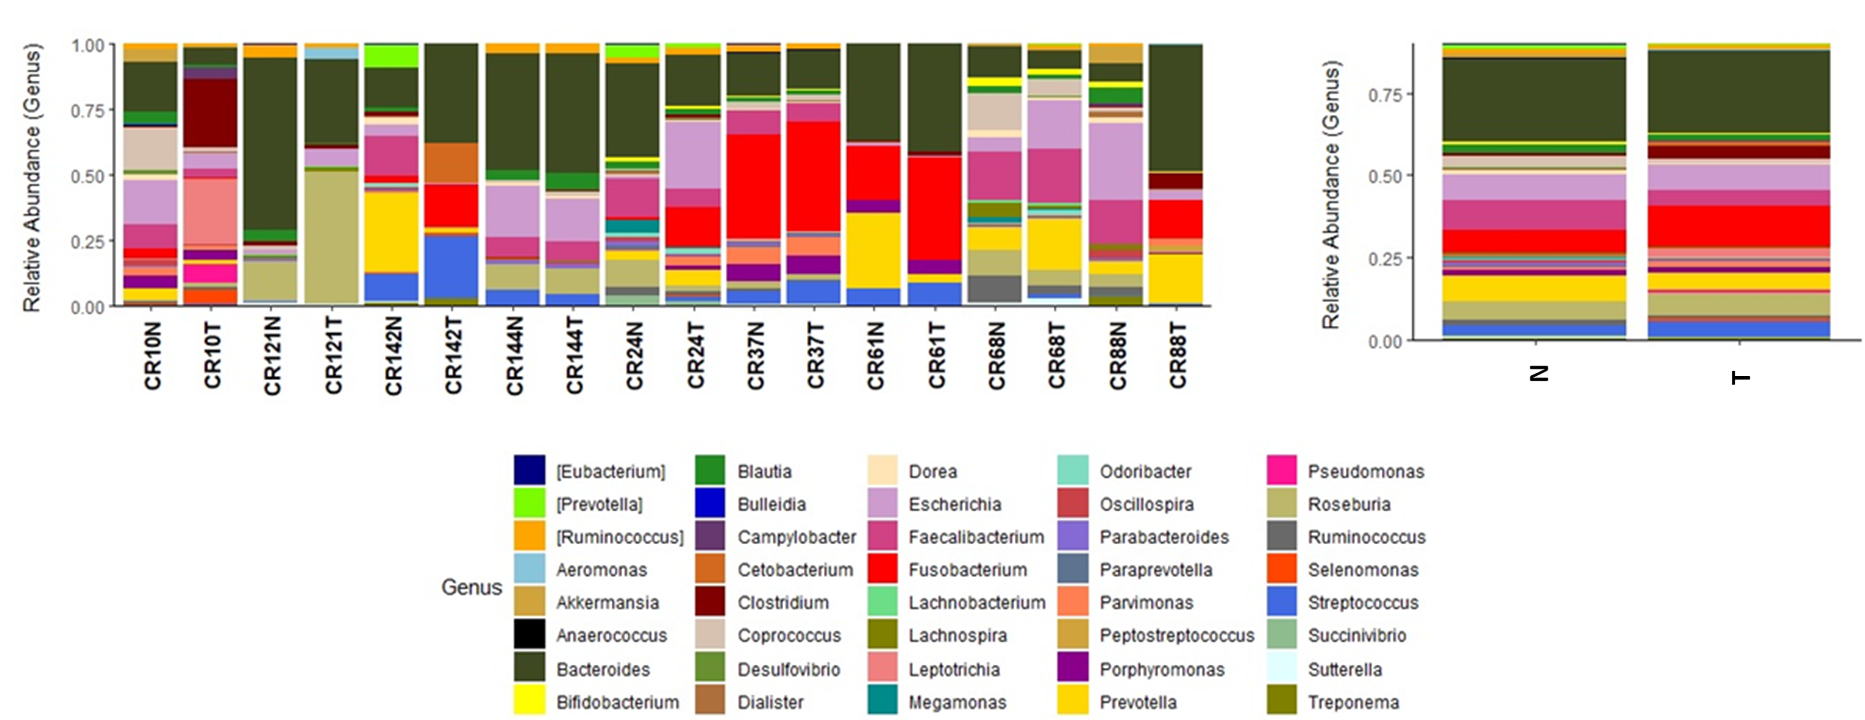 Relative Abundance (Genus)
1.00
0.75
0.50
0.25
0.00
CR10N
CR10T
CR121N
CR121T
CR142N
CR142T
CR144N
CR144T
CR24N
CR24T
CR37N
CR37T
CR61N
CR61T
CR68N
CR68T
CR88N
CR88T
Relative Abundance (Genus)
0.75
0.50
0.25
0.00
N
T
Genus
[Eubacterium]
[Prevotella]
[Ruminococcus]
Aeromonas
Akkermansia
Anaerococcus
Bacteroides
Bifidobacterium
Blautia
Bulleidia
Campylobacter
Cetobacterium
Clostridium
Coprococcus
Desulfovibrio
Dialister
Dorea
Escherichia
Faecalibacterium
Fusobacterium
Lachnobacterium
Lachnospira
Leptotrichia
Megamonas
Odoribacter
Oscillospira
Parabacteroides
Paraprevotella
Parvimonas
Peptostreptococcus
Porphyromonas
Prevotella
Pseudomonas
Roseburia
Ruminococcus
Selenomonas
Streptococcus
Succinivibrio
Sutterella
Treponema